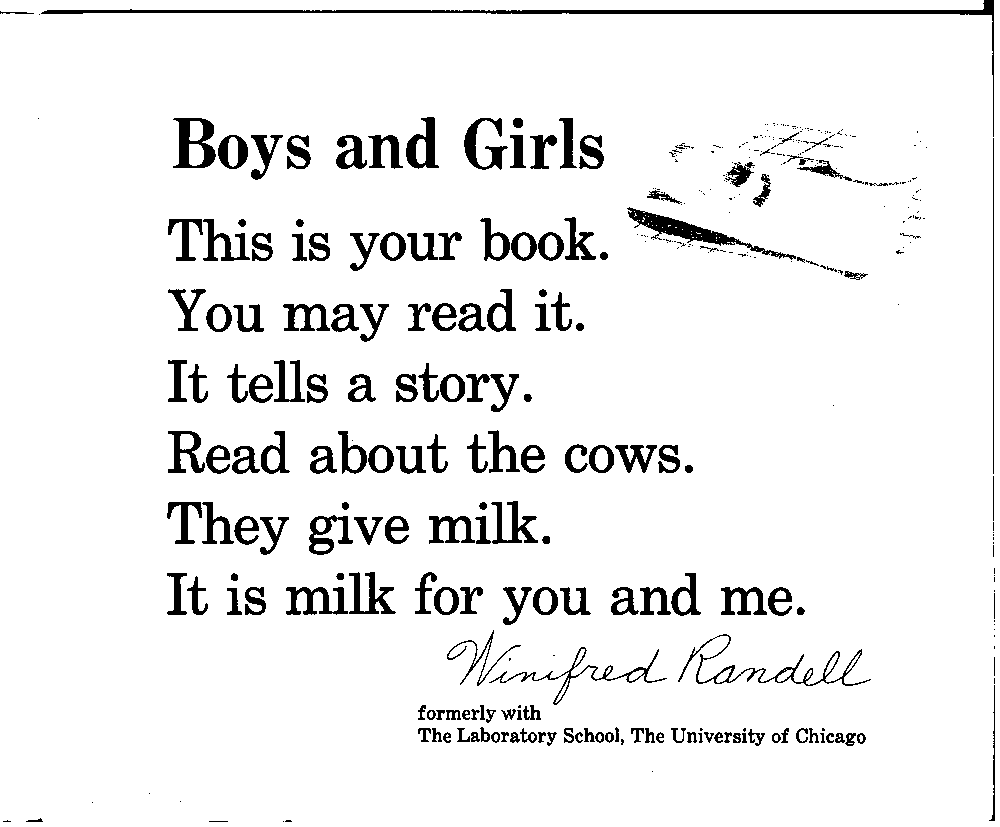 Boys and Girls
This is your book.
You may read it.
It tells a story.
Read about the cows.
They give milk.
It is milk for you and me.
Winifred Randell
formerly with
The Laboratory School, The University of Chicago